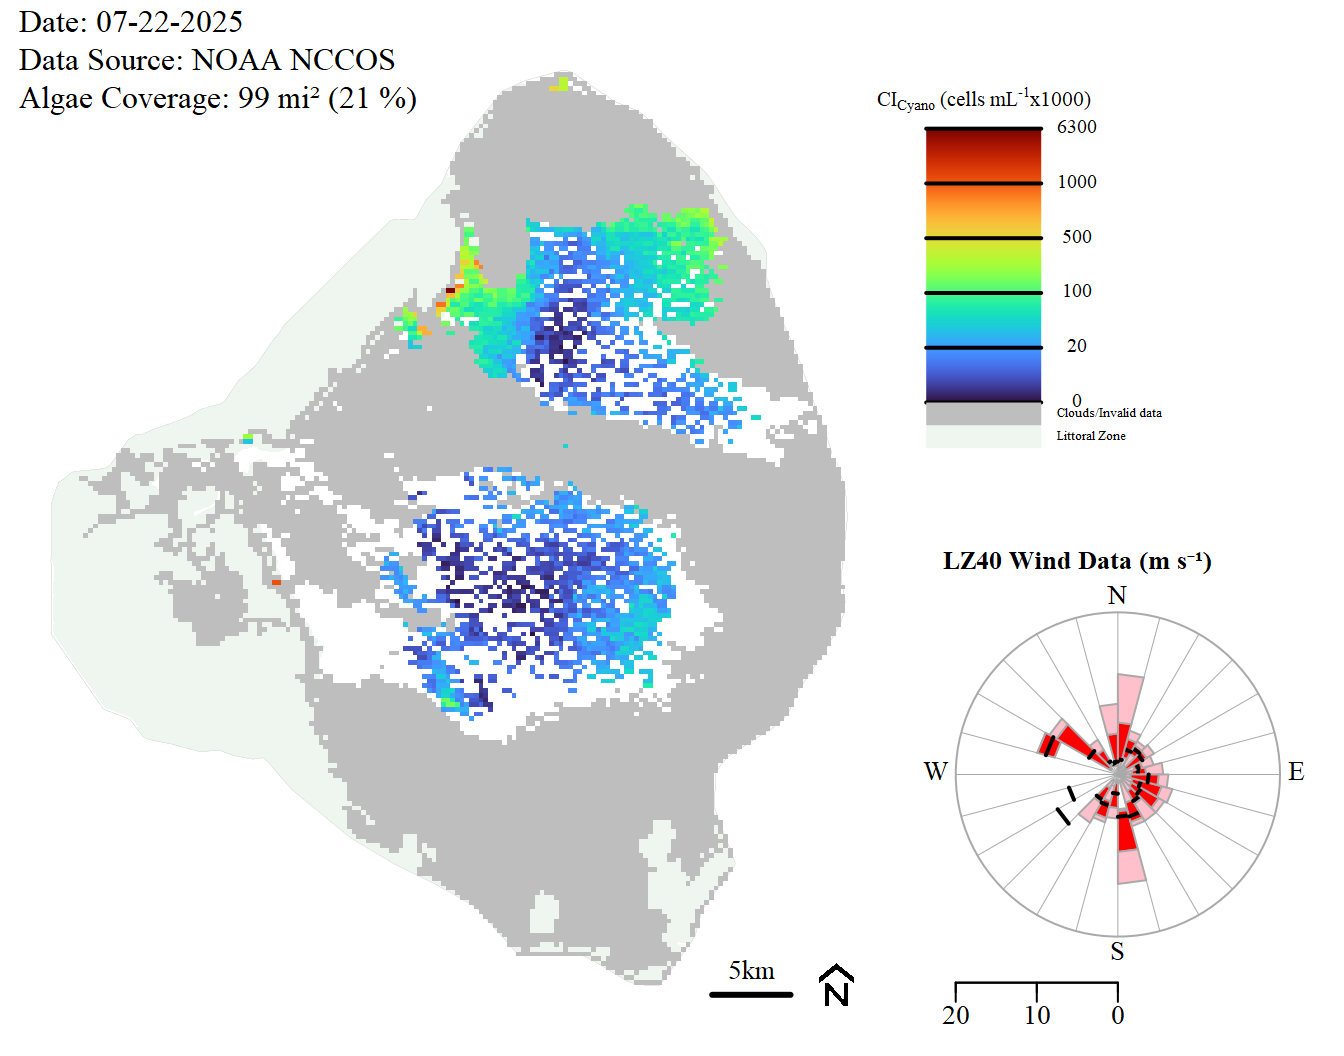 Date: 07-22-2025
Data Source: NOAA NCCOS
Algae Coverage: 99 mi² (21 %)
CICyano (cells mL-1x1000)
6300
1000
500
100
20
0
Clouds/Invalid data
Littoral Zone
LZ40 Wind Data (m s⁻¹)
N
W
E
S
5km
N
20
10
0